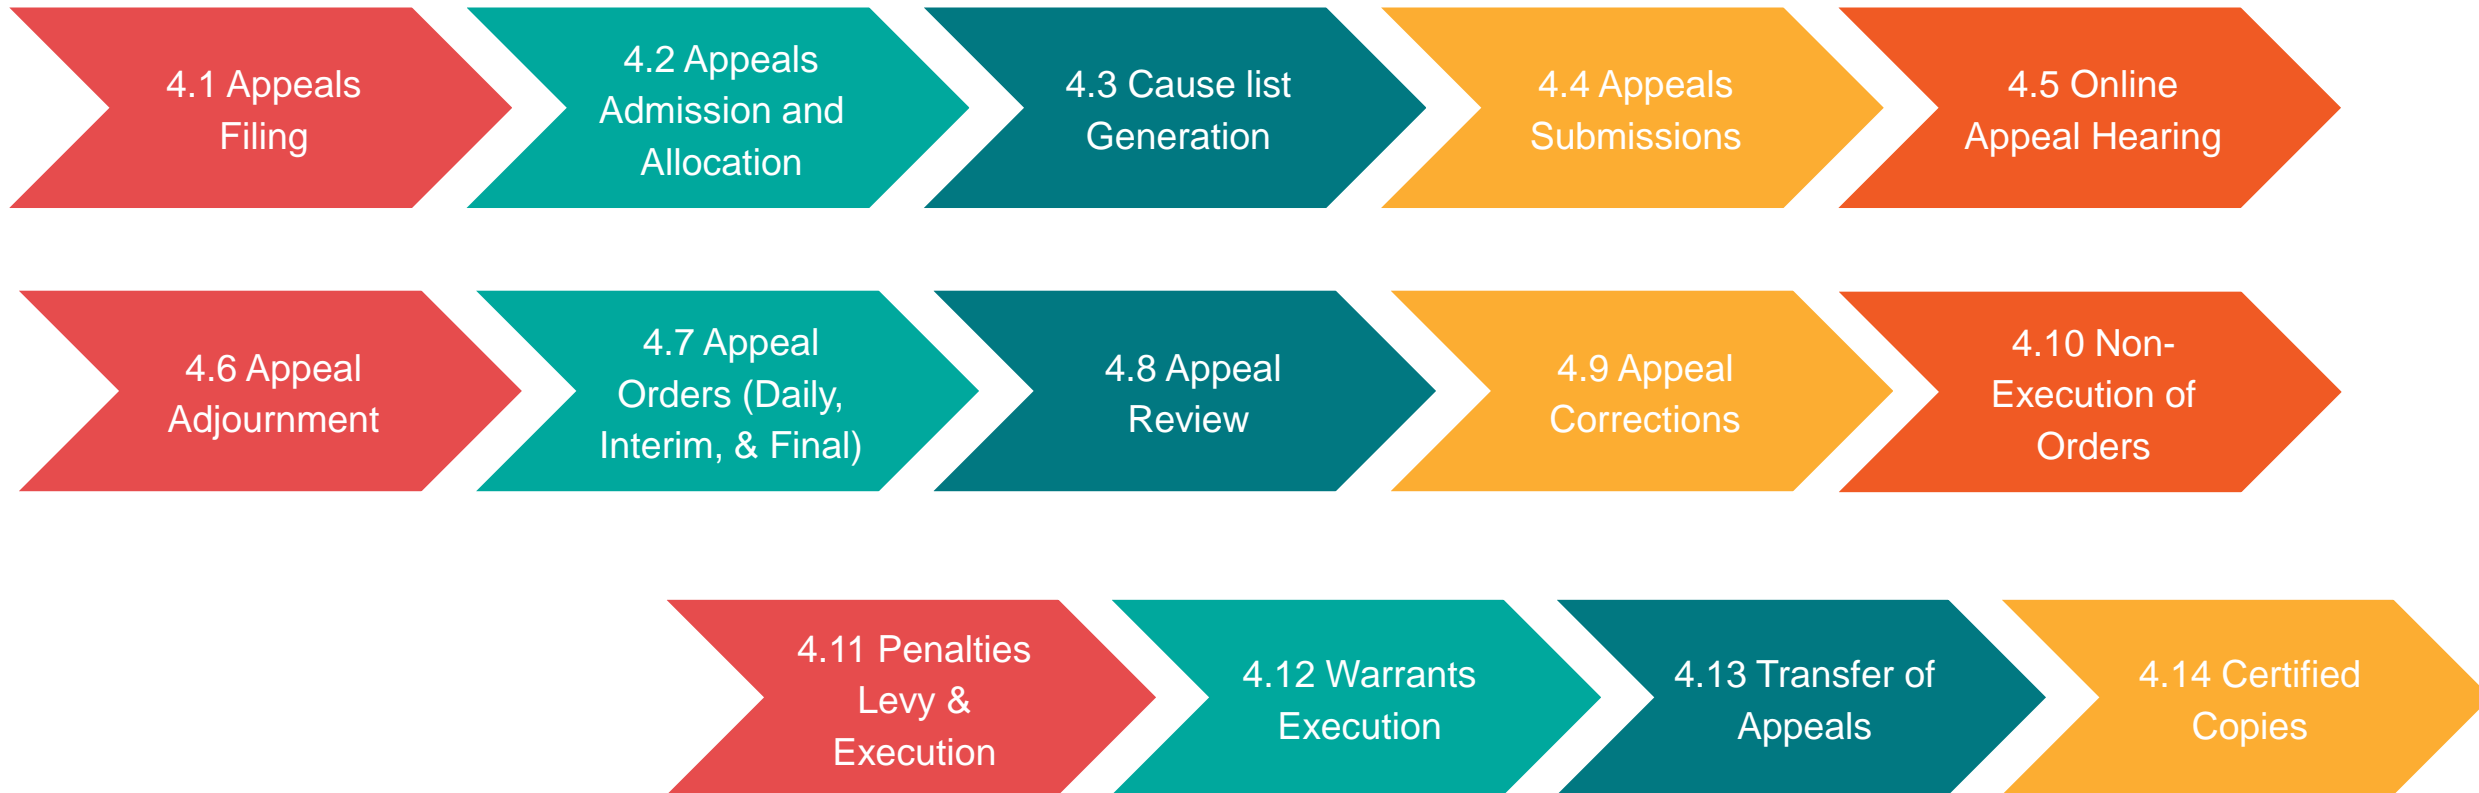 4.1 Appeals
Filing
4.2 Appeals
Admission and
Allocation
4.3 Cause list
Generation
4.4 Appeals
Submissions
4.5 Online
Appeal Hearing
4.6 Appeal
Adjournment
4.7 Appeal
Orders (Daily,
Interim, & Final)
4.8 Appeal
Review
4.9 Appeal
Corrections
4.10 Non-
Execution of
Orders
4.11 Penalties
Levy &
Execution
4.12 Warrants
Execution
4.13 Transfer of
Appeals
4.14 Certified
Copies